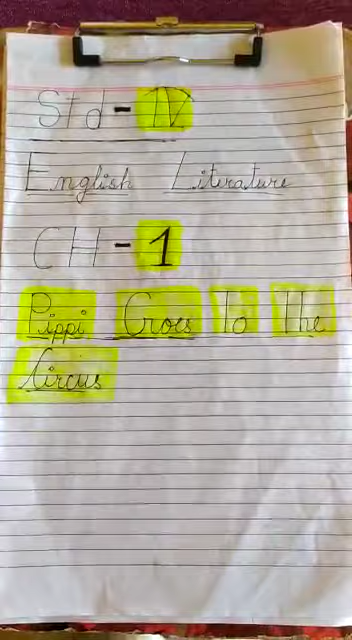 Std - IV
English Literature
CH - 1
Pippi Goes To The
Circus